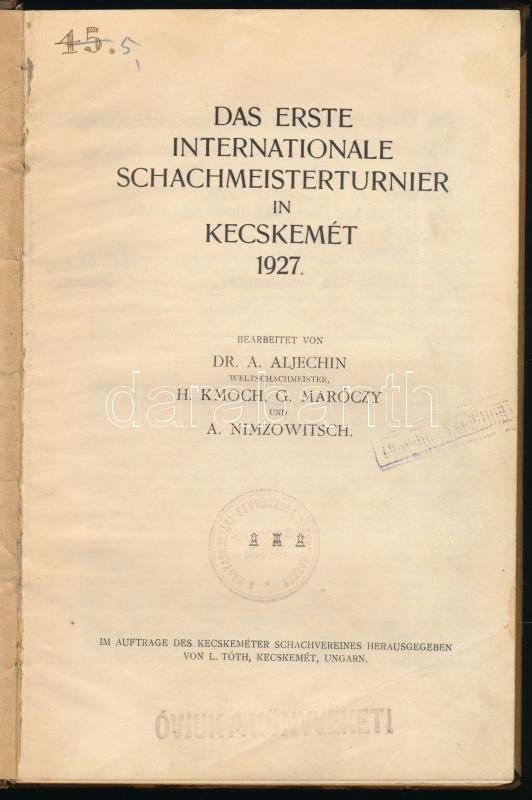 45. 5,
DAS ERSTE
INTERNATIONALE
SCHACHMEISTERTURNIER
IN
KECSKEMÉT
1927.
BEARBEITET VON
DR. A. ALJECHIN
WELTSCHACHMEISTER,
H. KMOCH, G. MARÓCZY
UND
A. NIMZOWITSCH.
darabanth
IM AUFTRAGE DES KECSKEMÉTER SCHACHVEREINES HERAUSGEGEBEN
VON L. TÓTH, KECSKEMÉT, UNGARN.
ÓVJUK A KÖNYVEKET!